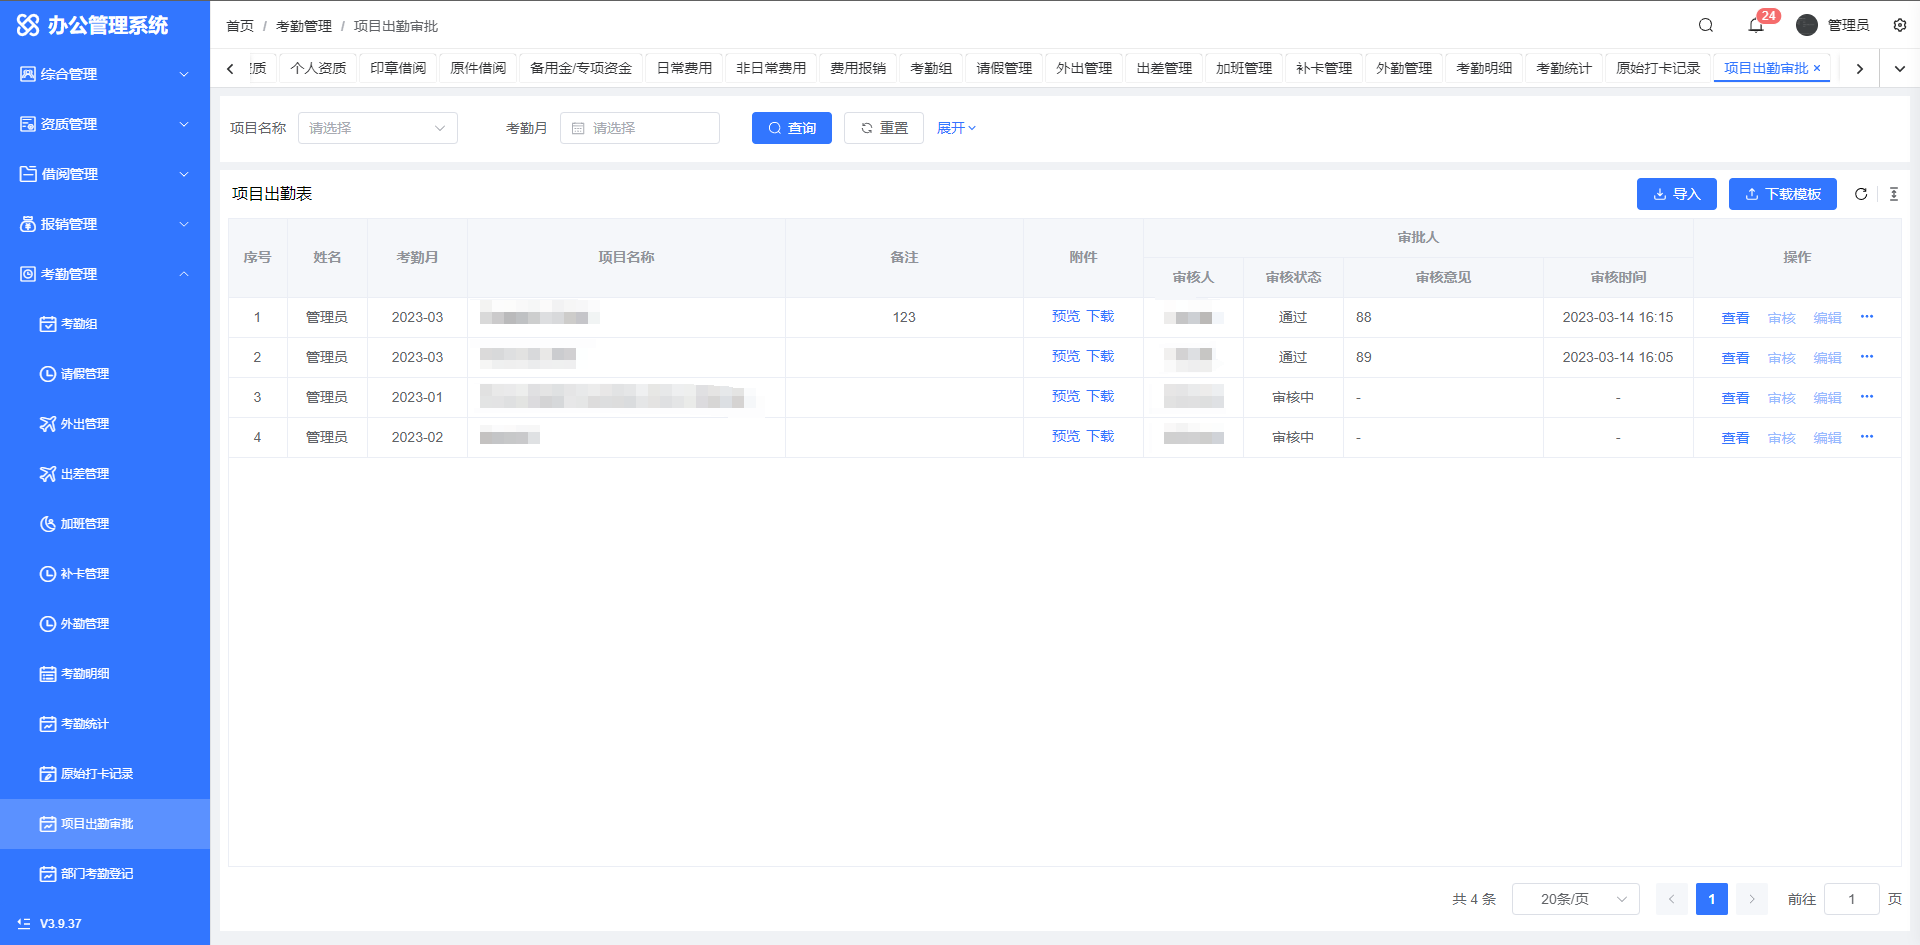 办公管理系统
综合管理
资质管理
借阅管理
报销管理
考勤管理
考勤组
请假管理
外出管理
出差管理
加班管理
补卡管理
外勤管理
考勤明细
考勤统计
原始打卡记录
项目出勤审批
部门考勤登记
V3.9.37
首页 / 考勤管理 / 项目出勤审批
24
管理员
质 个人资质 印章借阅 原件借阅 备用金/专项资金 日常费用 非日常费用 费用报销 考勤组 请假管理 外出管理 出差管理 加班管理 补卡管理 外勤管理 考勤明细 考勤统计 原始打卡记录 项目出勤审批 ×
项目名称 请选择 考勤月 请选择 查询 重置 展开
项目出勤表 导入 下载模板
序号 姓名 考勤月 项目名称 备注 附件 审批人 操作
审核人 审核状态 审核意见 审核时间
1 管理员 2023-03 123 预览 下载 通过 88 2023-03-14 16:15 查看 审核 编辑 ···
2 管理员 2023-03 预览 下载 通过 89 2023-03-14 16:05 查看 审核 编辑 ···
3 管理员 2023-01 预览 下载 审核中 - - 查看 审核 编辑 ···
4 管理员 2023-02 预览 下载 审核中 - - 查看 审核 编辑 ···
共 4 条 20条/页 1 前往 1 页